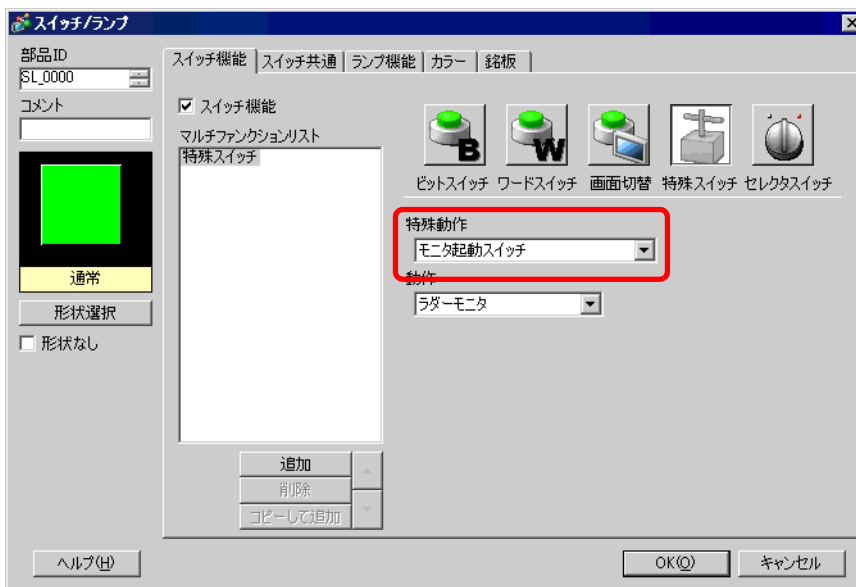 スイッチ/ランプ
部品ID
SL_0000
コメント
通常
形状選択
形状なし
スイッチ機能 スイッチ共通 ランプ機能 カラー 銘板
スイッチ機能
マルチファンクションリスト
特殊スイッチ
追加
削除
コピーして追加
B W
ビットスイッチ ワードスイッチ 画面切替 特殊スイッチ セレクタスイッチ
特殊動作
モニタ起動スイッチ
動作
ラダーモニタ
ヘルプ(H) OK(O) キャンセル